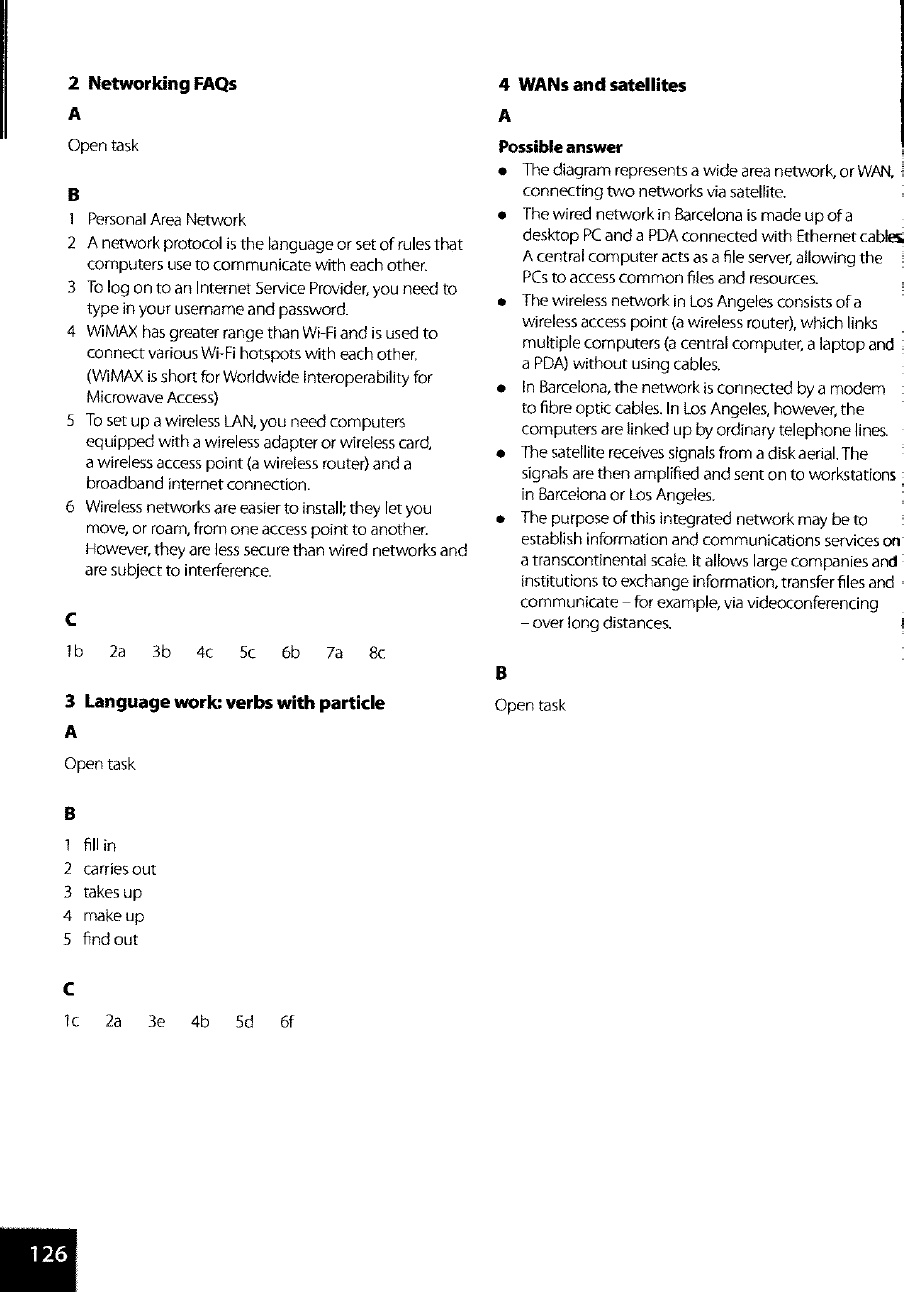 2 Networking FAQs
A
Open task
B
1 Personal Area Network
2 A network protocol is the language or set of rules that
computers use to communicate with each other.
3 To log on to an Internet Service Provider, you need to
type in your username and password.
4 WiMAX has greater range than Wi-Fi and is used to
connect various Wi-Fi hotspots with each other.
(WiMAX is short for Worldwide Interoperability for
Microwave Access)
5 To set up a wireless LAN, you need computers
equipped with a wireless adapter or wireless card,
a wireless access point (a wireless router) and a
broadband internet connection.
6 Wireless networks are easier to install; they let you
move, or roam, from one access point to another.
However, they are less secure than wired networks and
are subject to interference.
C
1b 2a 3b 4c 5c 6b 7a 8c
3 Language work: verbs with particle
A
Open task
B
1 fill in
2 carries out
3 takes up
4 make up
5 find out
C
1c 2a 3e 4b 5d 6f
4 WANs and satellites
A
Possible answer
• The diagram represents a wide area network, or WAN,
connecting two networks via satellite.
• The wired network in Barcelona is made up of a
desktop PC and a PDA connected with Ethernet cables.
A central computer acts as a file server, allowing the
PCs to access common files and resources.
• The wireless network in Los Angeles consists of a
wireless access point (a wireless router), which links
multiple computers (a central computer, a laptop and
a PDA) without using cables.
• In Barcelona, the network is connected by a modem
to fibre optic cables. In Los Angeles, however, the
computers are linked up by ordinary telephone lines.
• The satellite receives signals from a disk aerial. The
signals are then amplified and sent on to workstations
in Barcelona or Los Angeles.
• The purpose of this integrated network may be to
establish information and communications services on
a transcontinental scale. It allows large companies and
institutions to exchange information, transfer files and
communicate – for example, via videoconferencing
– over long distances.
B
Open task
126